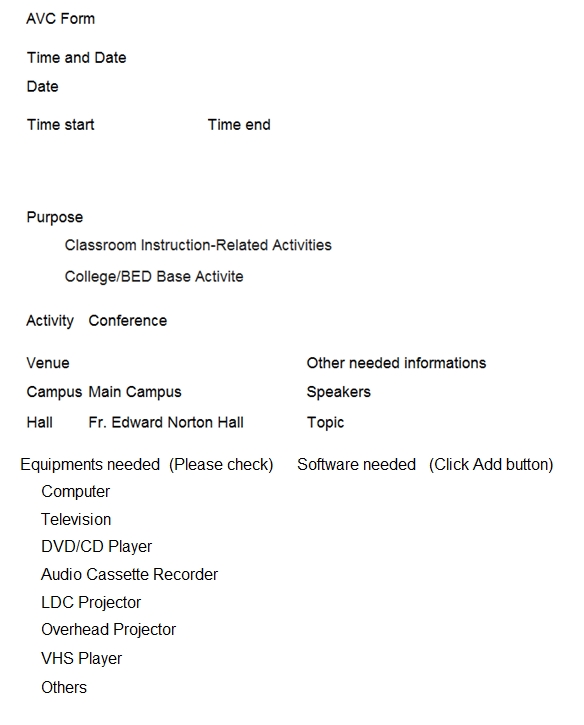 AVC Form
Time and Date
Date
Time start Time end
Purpose
Classroom Instruction-Related Activities
College/BED Base Activite
Activity Conference
Venue Other needed informations
Campus Main Campus Speakers
Hall Fr. Edward Norton Hall Topic
Equipments needed (Please check) Software needed (Click Add button)
Computer
Television
DVD/CD Player
Audio Cassette Recorder
LDC Projector
Overhead Projector
VHS Player
Others